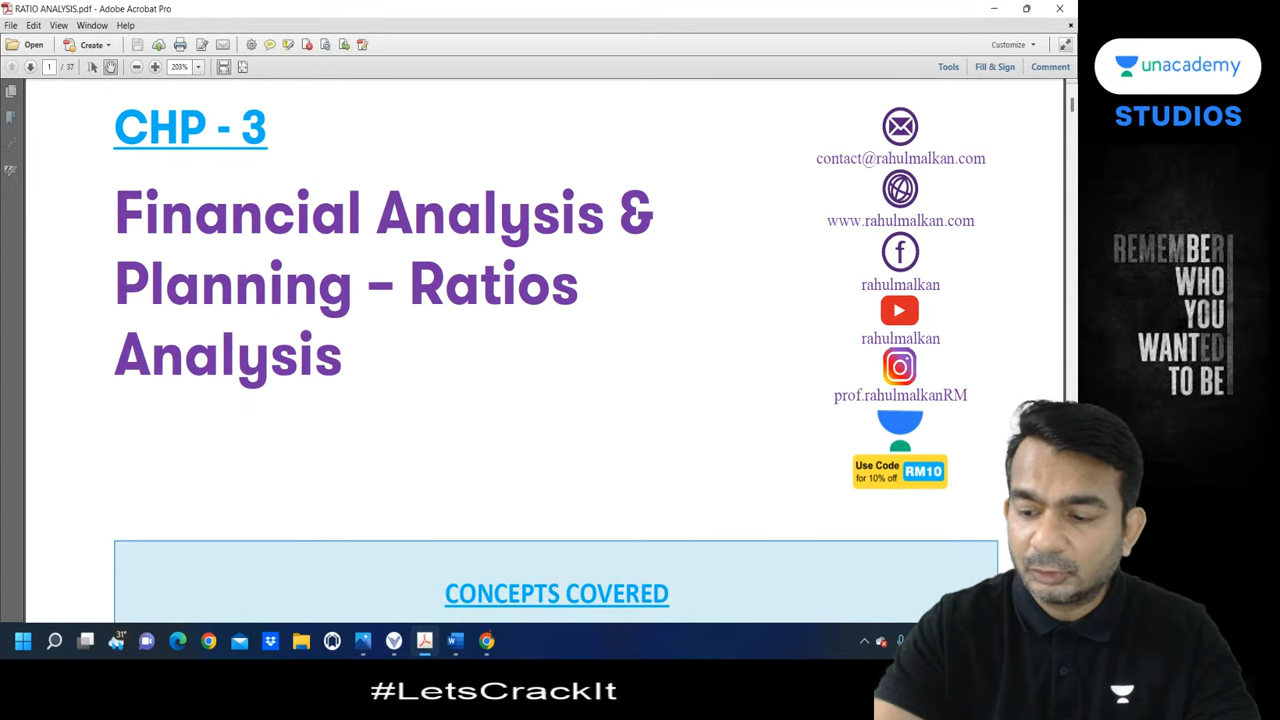 RATIO ANALYSIS.pdf - Adobe Acrobat Pro
File Edit View Window Help
Open Create Customize
1 / 37 203% Tools Fill & Sign Comment
CHP - 3
Financial Analysis &
Planning – Ratios
Analysis
contact@rahulmalkan.com
www.rahulmalkan.com
f
rahulmalkan
rahulmalkan
prof.rahulmalkanRM
Use Code
for 10% off
RM10
CONCEPTS COVERED
31°
#LetsCrackIt
unacademy
STUDIOS
REMEMBER
WHO
YOU
WANTED
TO BE